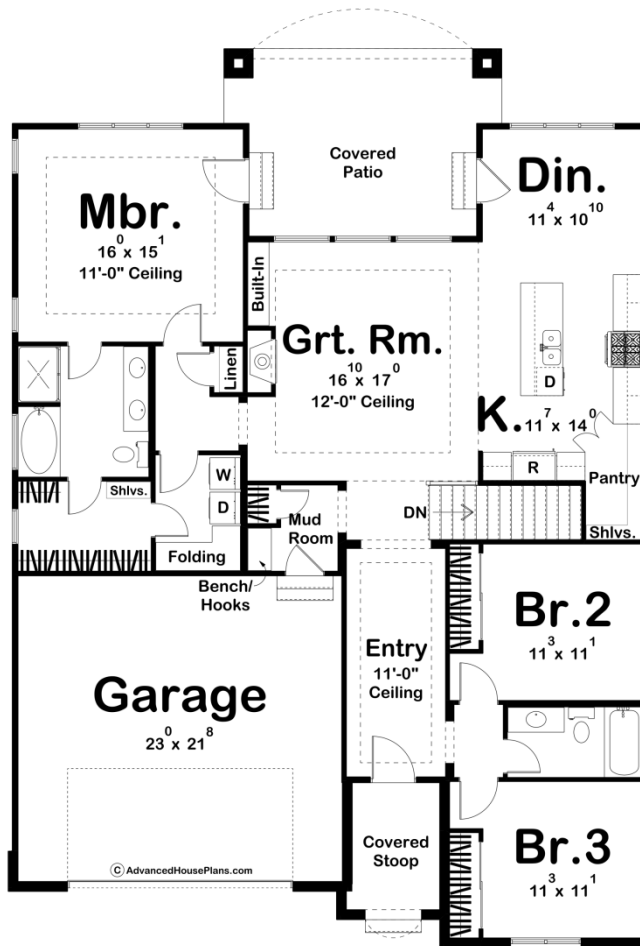 Covered
Patio
Mbr.
16⁰ x 15¹
11'-0" Ceiling
Din.
11⁴ x 10¹⁰
Built-In
Grt. Rm.
16¹⁰ x 17⁰
12'-0" Ceiling
Linen
D
K. 11⁷ x 14⁰
R
Pantry
Shlvs.
W
D
Folding
Shlvs.
Mud
Room
DN
Bench/
Hooks
Entry
11'-0"
Ceiling
Br.2
11³ x 11¹
Garage
23⁰ x 21⁸
Covered
Stoop
Br.3
11³ x 11¹
© AdvancedHousePlans.com